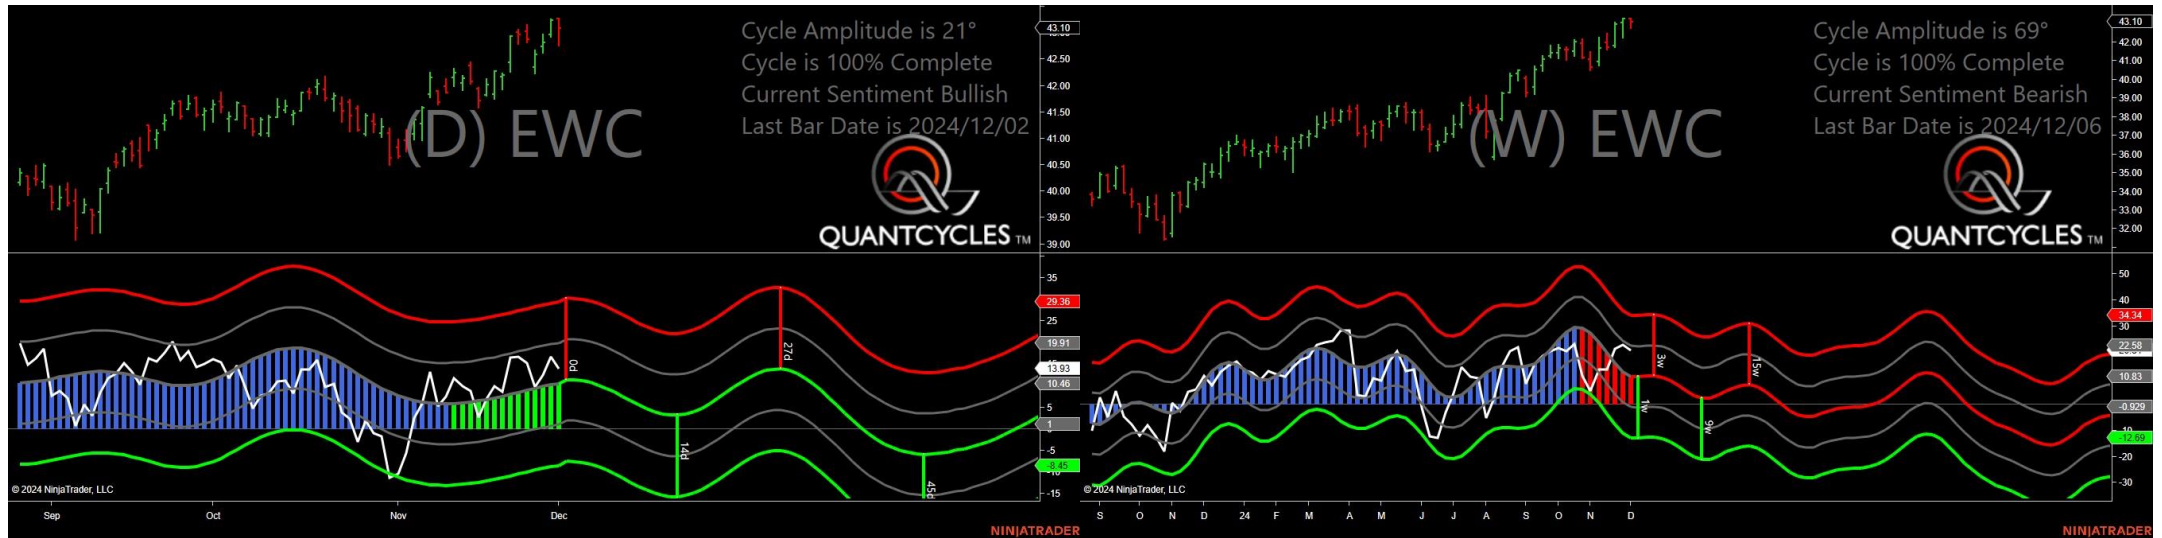 Cycle Amplitude is 21°
Cycle is 100% Complete
Current Sentiment Bullish
Last Bar Date is 2024/12/02
(D) EWC
QUANTCYCLES TM
43.10
42.50
42.00
41.50
41.00
40.50
40.00
39.50
39.00
35
29.36
25
19.91
13.93
10.46
5
1
-5
-8.45
-15
0d
14d
27d
45d
© 2024 NinjaTrader, LLC
Sep Oct Nov Dec
NINJATRADER
Cycle Amplitude is 69°
Cycle is 100% Complete
Current Sentiment Bearish
Last Bar Date is 2024/12/06
(W) EWC
QUANTCYCLES TM
43.10
42.00
41.00
40.00
39.00
38.00
37.00
36.00
35.00
34.00
33.00
32.00
50
40
34.34
30
22.58
10.83
-0.929
-12.69
-20
-30
3w
1w
9w
15w
© 2024 NinjaTrader, LLC
S O N D 24 F M A M J J A S O N D
NINJATRADER